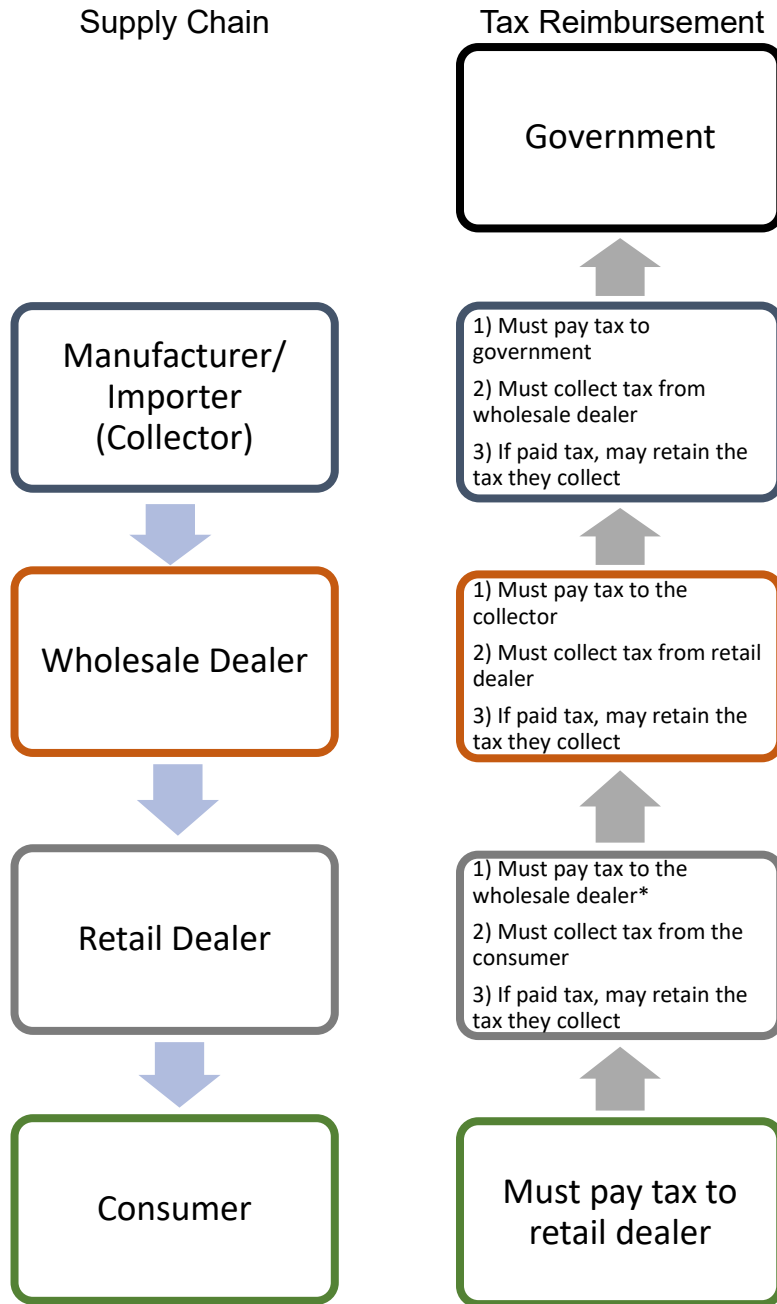 Supply Chain
Tax Reimbursement
Government
Manufacturer/
Importer
(Collector)
1) Must pay tax to
government
2) Must collect tax from
wholesale dealer
3) If paid tax, may retain the
tax they collect
Wholesale Dealer
1) Must pay tax to the
collector
2) Must collect tax from retail
dealer
3) If paid tax, may retain the
tax they collect
Retail Dealer
1) Must pay tax to the
wholesale dealer*
2) Must collect tax from the
consumer
3) If paid tax, may retain the
tax they collect
Consumer
Must pay tax to
retail dealer